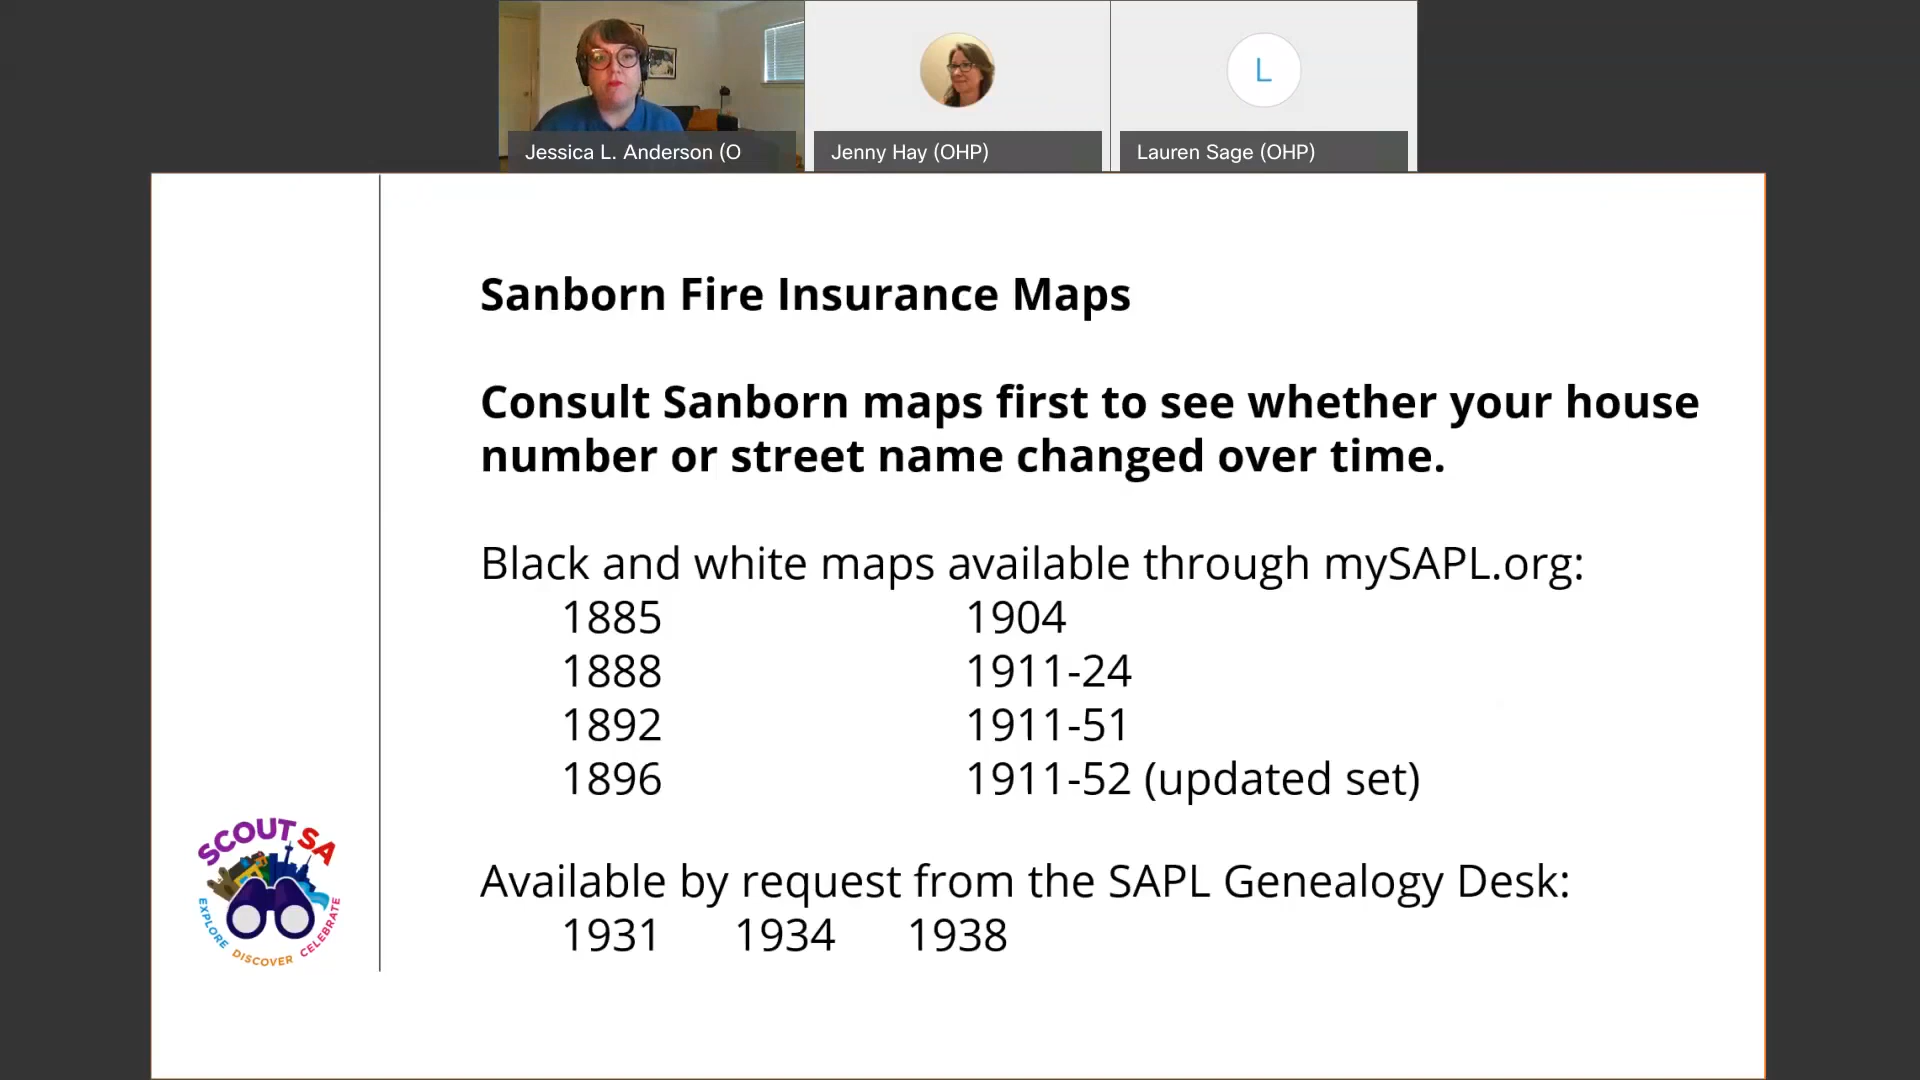 Jessica L. Anderson (O
Jenny Hay (OHP)
L
Lauren Sage (OHP)
Sanborn Fire Insurance Maps
Consult Sanborn maps first to see whether your house
number or street name changed over time.
Black and white maps available through mySAPL.org:
1885 1904
1888 1911-24
1892 1911-51
1896 1911-52 (updated set)
Available by request from the SAPL Genealogy Desk:
1931 1934 1938
SCOUT SA
EXPLORE DISCOVER CELEBRATE